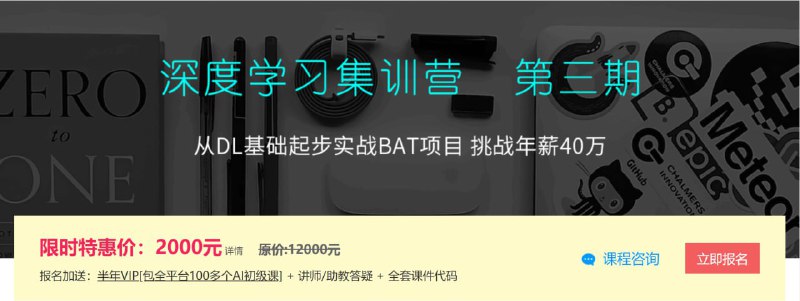 深度学习集训营 第三期
从DL基础起步实战BAT项目 挑战年薪40万
ZERO
to
ONE
B.
epic
Meteor
CHALMERS
INNOVATION
限时特惠价：2000元 详情 原价:12000元
报名加送：半年VIP[包全平台100多个AI初级课] + 讲师/助教答疑 + 全套课件代码
课程咨询
立即报名